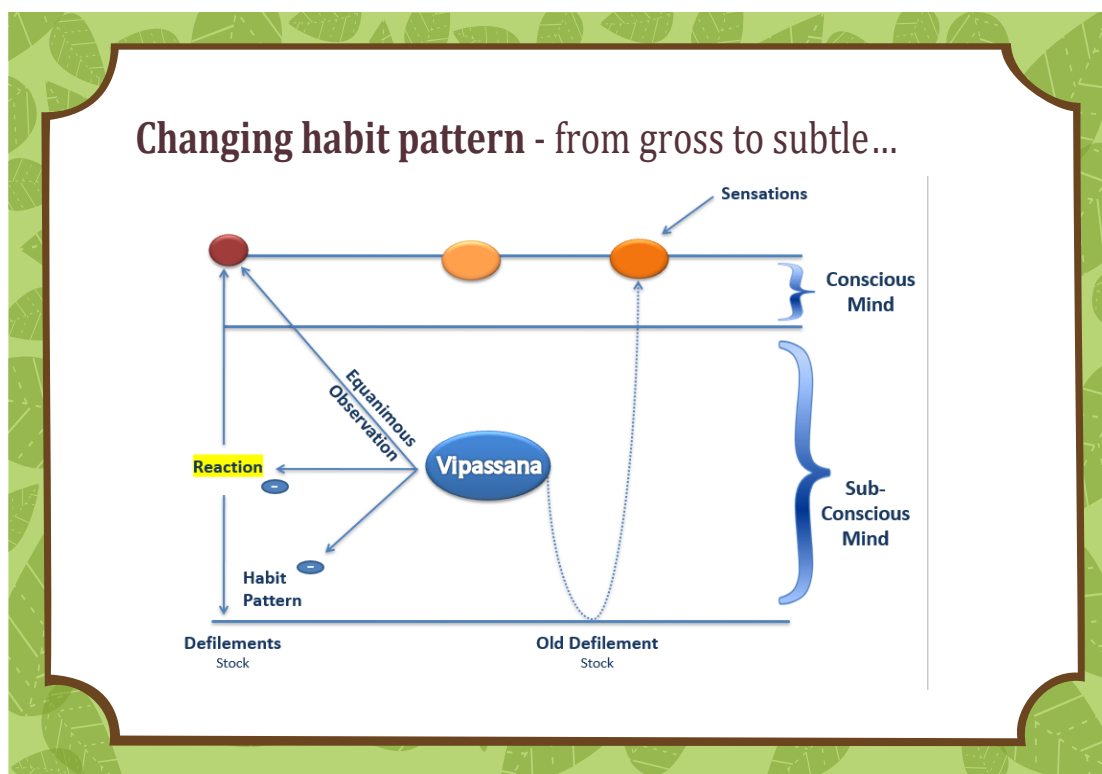 Changing habit pattern - from gross to subtle...
Sensations
Conscious
Mind
Equanimous
Observation
Vipassana
Reaction
-
Sub-
Conscious
Mind
-
Habit
Pattern
Defilements
Stock
Old Defilement
Stock